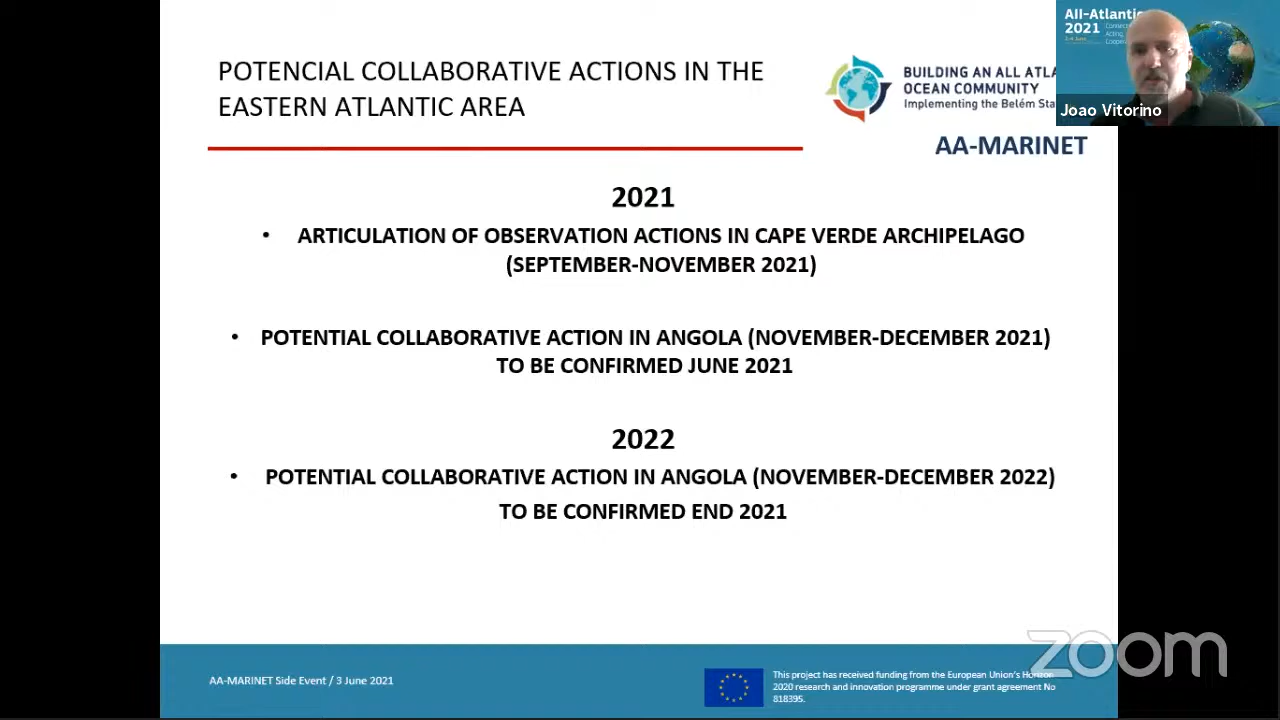 POTENCIAL COLLABORATIVE ACTIONS IN THE
EASTERN ATLANTIC AREA
BUILDING AN ALL ATLA
OCEAN COMMUNITY
Implementing the Belém Sta
AA-MARINET
All-Atlantic
2021
Joao Vitorino
2021
• ARTICULATION OF OBSERVATION ACTIONS IN CAPE VERDE ARCHIPELAGO
(SEPTEMBER-NOVEMBER 2021)
• POTENTIAL COLLABORATIVE ACTION IN ANGOLA (NOVEMBER-DECEMBER 2021)
TO BE CONFIRMED JUNE 2021
2022
• POTENTIAL COLLABORATIVE ACTION IN ANGOLA (NOVEMBER-DECEMBER 2022)
TO BE CONFIRMED END 2021
AA-MARINET Side Event / 3 June 2021
This project has received funding from the European Union's Horizon
2020 research and innovation programme under grant agreement No
818395.
zoom